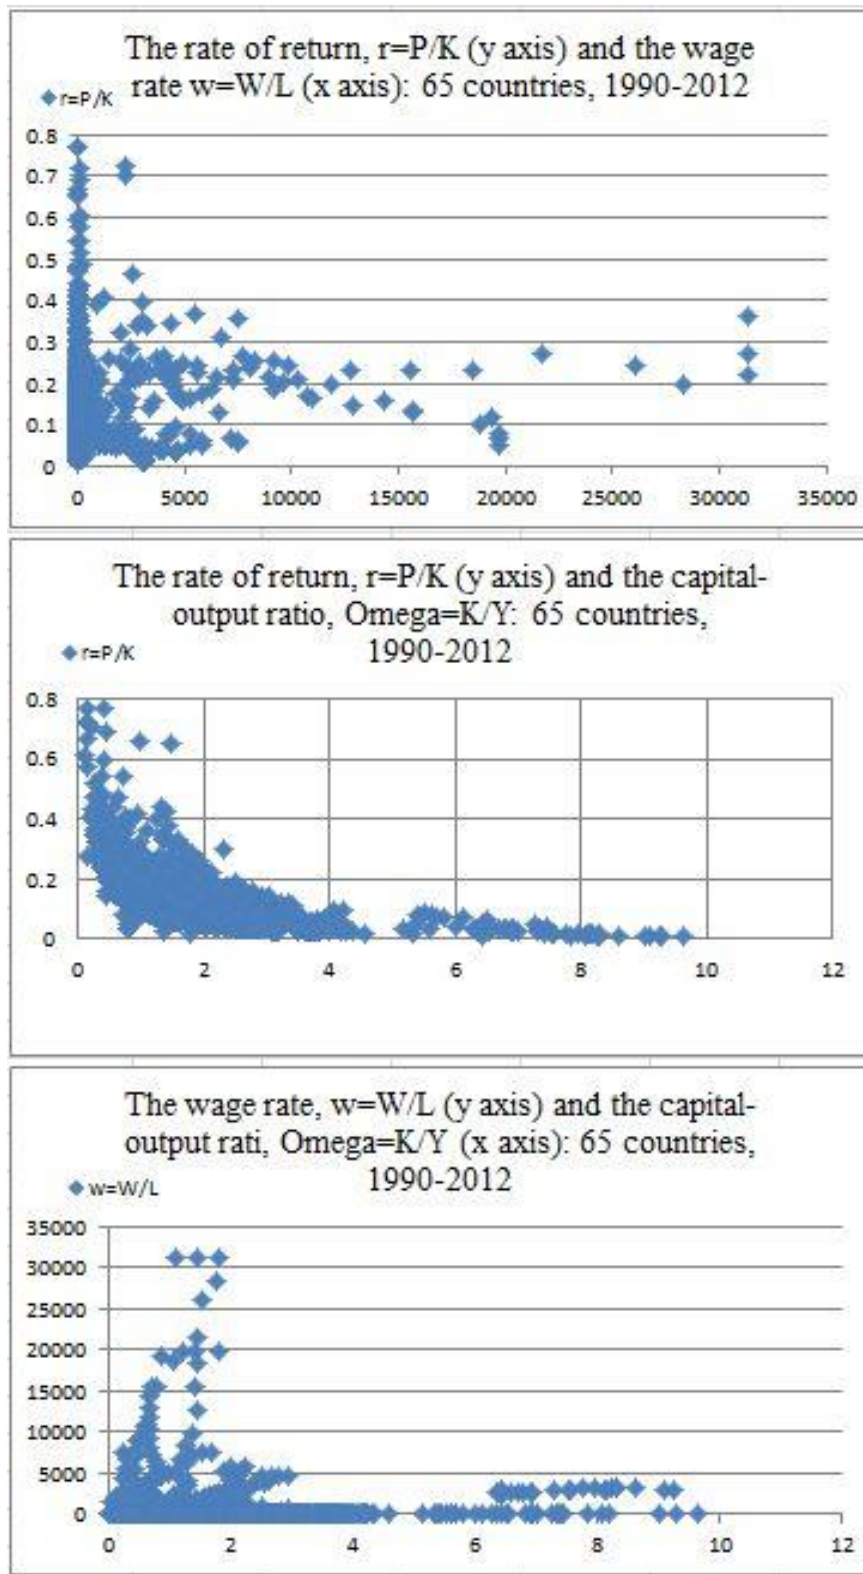 The rate of return, r=P/K (y axis) and the wage
rate w=W/L (x axis): 65 countries, 1990-2012
r=P/K
0.8
0.7
0.6
0.5
0.4
0.3
0.2
0.1
0
0 5000 10000 15000 20000 25000 30000 35000
The rate of return, r=P/K (y axis) and the capital-
output ratio, Omega=K/Y: 65 countries,
1990-2012
r=P/K
0.8
0.6
0.4
0.2
0
0 2 4 6 8 10 12
The wage rate, w=W/L (y axis) and the capital-
output rati, Omega=K/Y (x axis): 65 countries,
1990-2012
w=W/L
35000
30000
25000
20000
15000
10000
5000
0
0 2 4 6 8 10 12